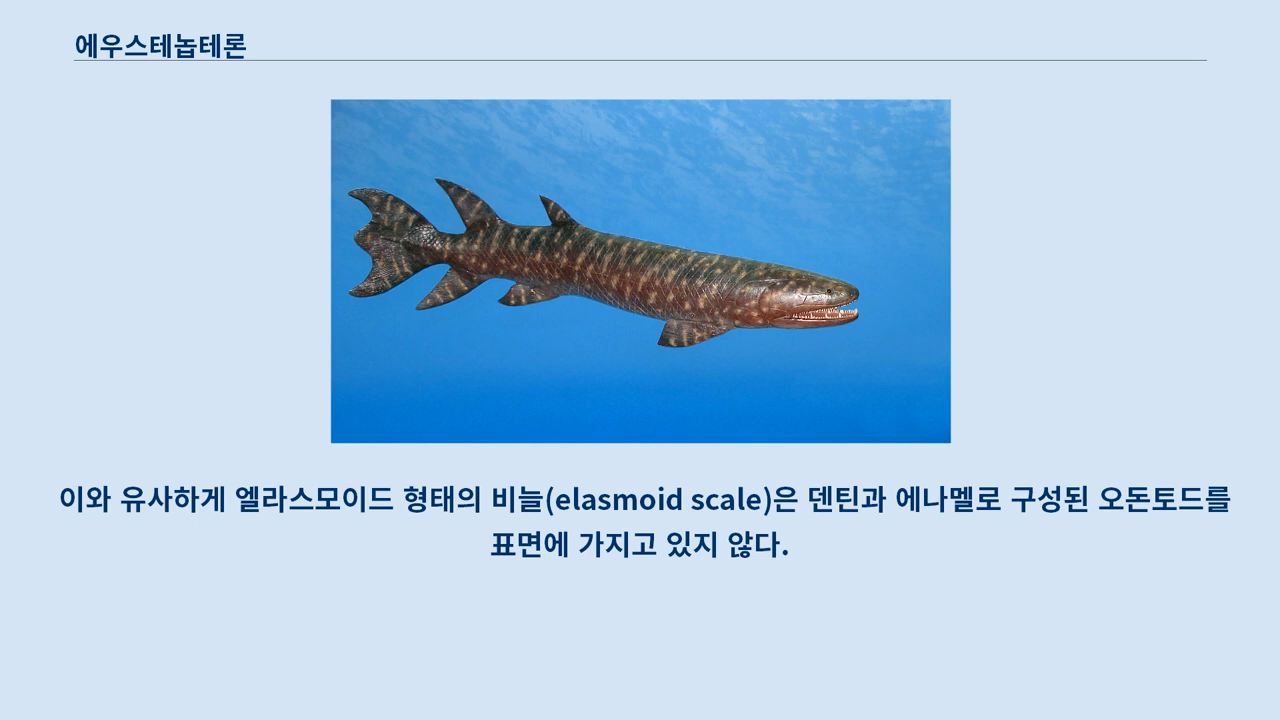 에우스테놉테론
이와 유사하게 엘라스모이드 형태의 비늘(elasmoid scale)은 덴틴과 에나멜로 구성된 오돈토드를
표면에 가지고 있지 않다.